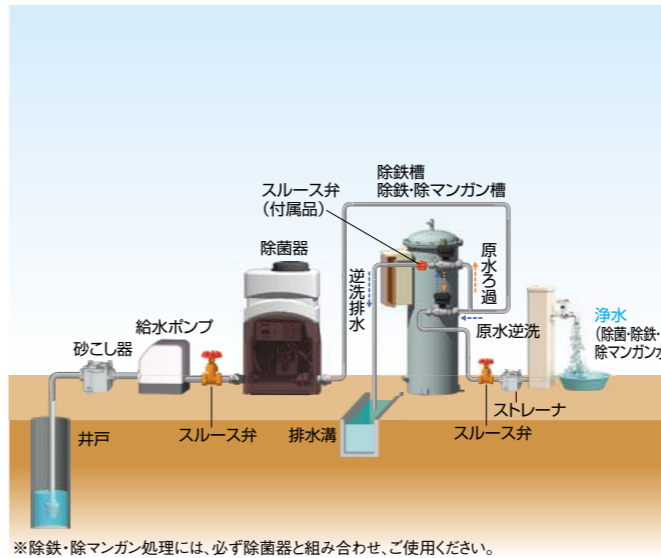 除鉄槽
除鉄・除マンガン槽
スルース弁
(付属品)
除菌器
原水ろ過
逆洗排水
給水ポンプ
原水逆洗
浄水
(除菌・除鉄・
除マンガン水
砂こし器
ストレーナ
井戸
スルース弁
排水溝
スルース弁
※除鉄・除マンガン処理には、必ず除菌器と組み合わせ、ご使用ください。